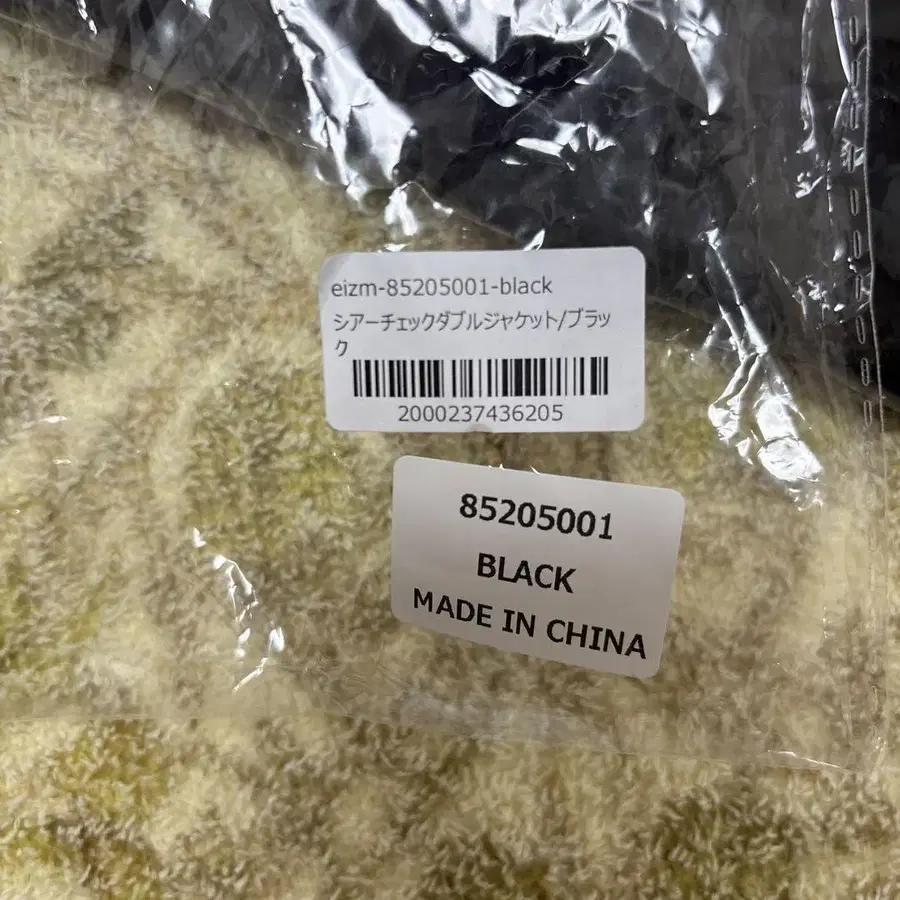 eizm-85205001-black
シアーチェックダブルジャケット/ブラッ
ク
2000237436205
85205001
BLACK
MADE IN CHINA